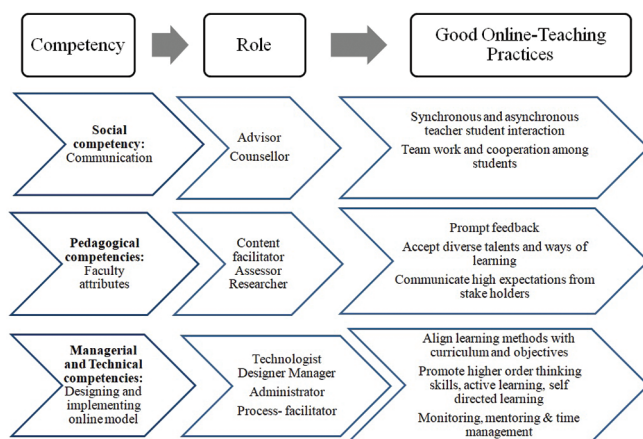 Competency
Role
Good Online-Teaching
Practices
Social competency:
Communication
Advisor
Counsellor
Synchronous and asynchronous
teacher student interaction
Team work and cooperation among
students
Pedagogical competencies:
Faculty
attributes
Content
facilitator
Assessor
Researcher
Prompt feedback
Accept diverse talents and ways of
learning
Communicate high expectations from
stake holders
Managerial
and Technical
competencies:
Designing and
implementing
online model
Technologist
Designer Manager
Administrator
Process- facilitator
Align learning methods with
curriculum and objectives
Promote higher order thinking
skills, active learning, self
directed learning
Monitoring, mentoring & time
management